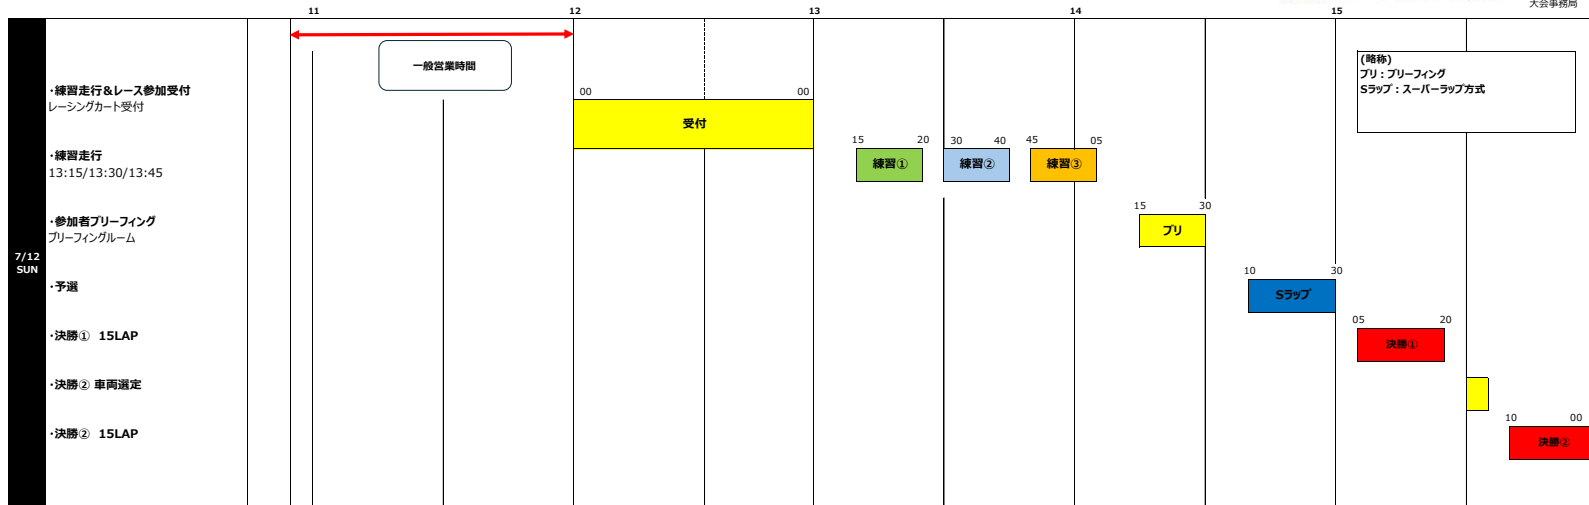 大会事務局
11 12 13 14 15
一般営業時間
(略称)
ブリ：ブリーフィング
Sラップ：スーパーラップ方式
・練習走行&レース参加受付
レーシングカート受付
00 00
受付
・練習走行
13:15/13:30/13:45
15 20 30 40 45 05
練習① 練習② 練習③
・参加者ブリーフィング
ブリーフィングルーム
15 30
ブリ
7/12
SUN
・予選
10 30
Sラップ
・決勝① 15LAP
05 20
決勝①
・決勝② 車両選定
・決勝② 15LAP
10 00
決勝②